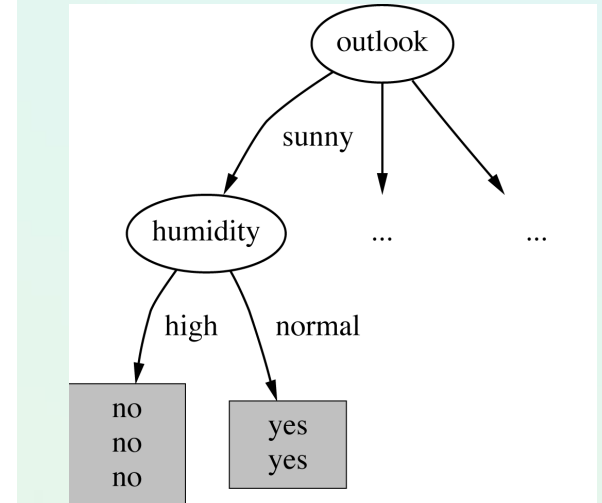 outlook
sunny
humidity
...
...
high
normal
no
no
no
yes
yes